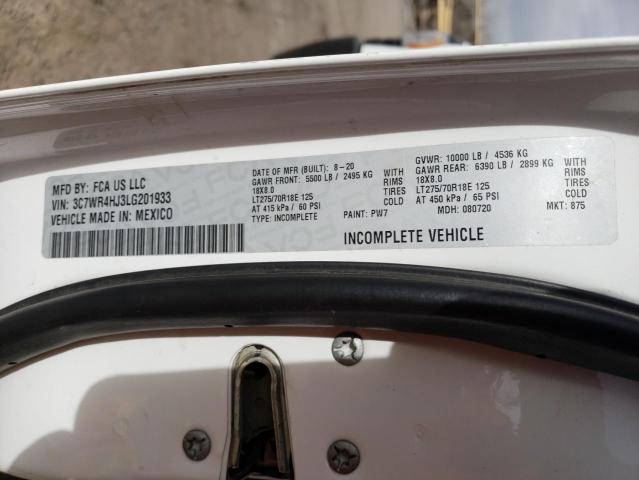 MFD BY: FCA US LLC
VIN: 3C7WR4HJ3LG201933
VEHICLE MADE IN: MEXICO
DATE OF MFR (BUILT): 8-20
GAWR FRONT: 5500 LB / 2495 KG WITH
18X8.0 RIMS
LT275/70R18E 125 TIRES
AT 415 kPa / 60 PSI COLD
TYPE: INCOMPLETE
PAINT: PW7
GVWR: 10000 LB / 4536 KG
GAWR REAR: 6390 LB / 2899 KG WITH
18X8.0 RIMS
LT275/70R18E 125 TIRES
AT 450 kPa / 65 PSI COLD
MDH: 080720 MKT: 875
INCOMPLETE VEHICLE